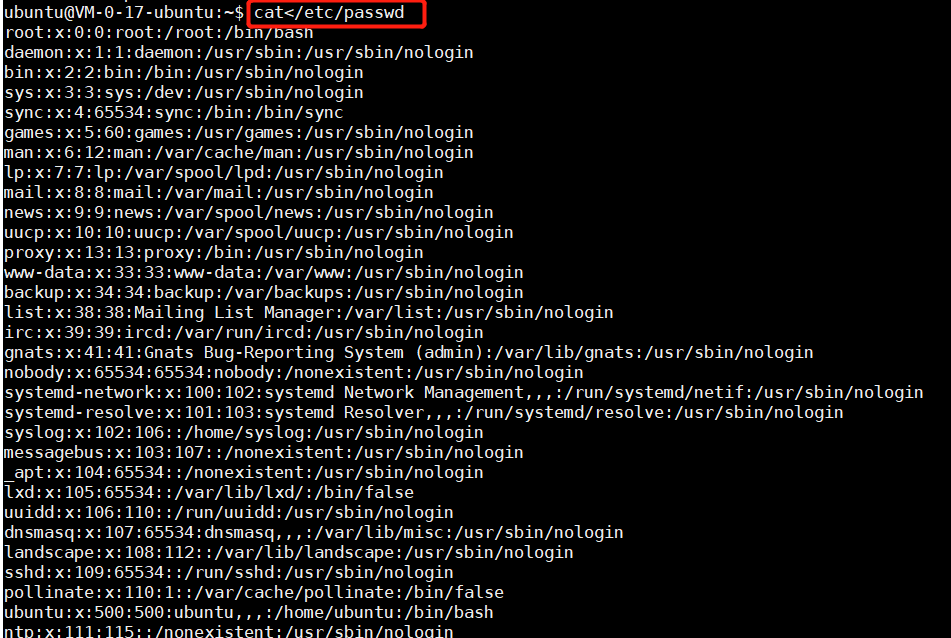 ubuntu@VM-0-17-ubuntu:~$ cat</etc/passwd
root:x:0:0:root:/root:/bin/bash
daemon:x:1:1:daemon:/usr/sbin:/usr/sbin/nologin
bin:x:2:2:bin:/bin:/usr/sbin/nologin
sys:x:3:3:sys:/dev:/usr/sbin/nologin
sync:x:4:65534:sync:/bin:/bin/sync
games:x:5:60:games:/usr/games:/usr/sbin/nologin
man:x:6:12:man:/var/cache/man:/usr/sbin/nologin
lp:x:7:7:lp:/var/spool/lpd:/usr/sbin/nologin
mail:x:8:8:mail:/var/mail:/usr/sbin/nologin
news:x:9:9:news:/var/spool/news:/usr/sbin/nologin
uucp:x:10:10:uucp:/var/spool/uucp:/usr/sbin/nologin
proxy:x:13:13:proxy:/bin:/usr/sbin/nologin
www-data:x:33:33:www-data:/var/www:/usr/sbin/nologin
backup:x:34:34:backup:/var/backups:/usr/sbin/nologin
list:x:38:38:Mailing List Manager:/var/list:/usr/sbin/nologin
irc:x:39:39:ircd:/var/run/ircd:/usr/sbin/nologin
gnats:x:41:41:Gnats Bug-Reporting System (admin):/var/lib/gnats:/usr/sbin/nologin
nobody:x:65534:65534:nobody:/nonexistent:/usr/sbin/nologin
systemd-network:x:100:102:systemd Network Management,,,:/run/systemd/netif:/usr/sbin/nologin
systemd-resolve:x:101:103:systemd Resolver,,,:/run/systemd/resolve:/usr/sbin/nologin
syslog:x:102:106::/home/syslog:/usr/sbin/nologin
messagebus:x:103:107::/nonexistent:/usr/sbin/nologin
_apt:x:104:65534::/nonexistent:/usr/sbin/nologin
lxd:x:105:65534::/var/lib/lxd/:/bin/false
uuidd:x:106:110::/run/uuidd:/usr/sbin/nologin
dnsmasq:x:107:65534:dnsmasq,,,:/var/lib/misc:/usr/sbin/nologin
landscape:x:108:112::/var/lib/landscape:/usr/sbin/nologin
sshd:x:109:65534::/run/sshd:/usr/sbin/nologin
pollinate:x:110:1::/var/cache/pollinate:/bin/false
ubuntu:x:500:500:ubuntu,,,:/home/ubuntu:/bin/bash
ntp:x:111:115::/nonexistent:/usr/sbin/nologin